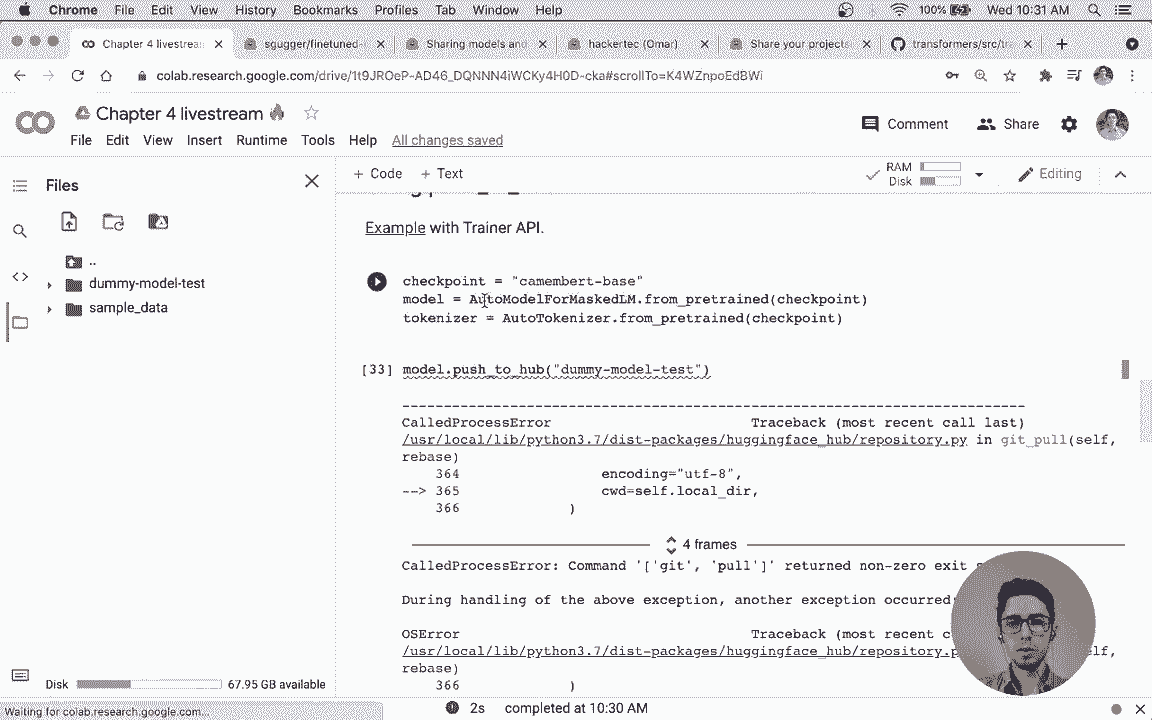 Chrome File Edit View History Bookmarks Profiles Tab Window Help 100% Wed 10:31 AM
Chapter 4 livestream sgugger/finetuned- Sharing models and hackertec (Omar) Share your projects transformers/src/tra
colab.research.google.com/drive/1t9JROeP-AD46_DQNNN4iWCKy4H0D-cka#scrollTo=K4WZnpoEdBWi
Chapter 4 livestream
Comment Share
File Edit View Insert Runtime Tools Help All changes saved
Files
+ Code + Text
RAM
Disk
Editing
Example with Trainer API.
..
dummy-model-test
sample_data
checkpoint = "camembert-base"
model = AutoModelForMaskedLM.from_pretrained(checkpoint)
tokenizer = AutoTokenizer.from_pretrained(checkpoint)
[33] model.push_to_hub("dummy-model-test")
---------------------------------------------------------------------------
CalledProcessError Traceback (most recent call last)
/usr/local/lib/python3.7/dist-packages/huggingface_hub/repository.py in git_pull(self,
rebase)
364 encoding="utf-8",
--> 365 cwd=self.local_dir,
366 )
4 frames
CalledProcessError: Command '['git', 'pull']' returned non-zero exit
During handling of the above exception, another exception occurred:
OSError Traceback (most recent
/usr/local/lib/python3.7/dist-packages/huggingface_hub/repository.p elf,
rebase)
366 )
Disk 67.95 GB available
Waiting for colab.research.google.com...
2s completed at 10:30 AM